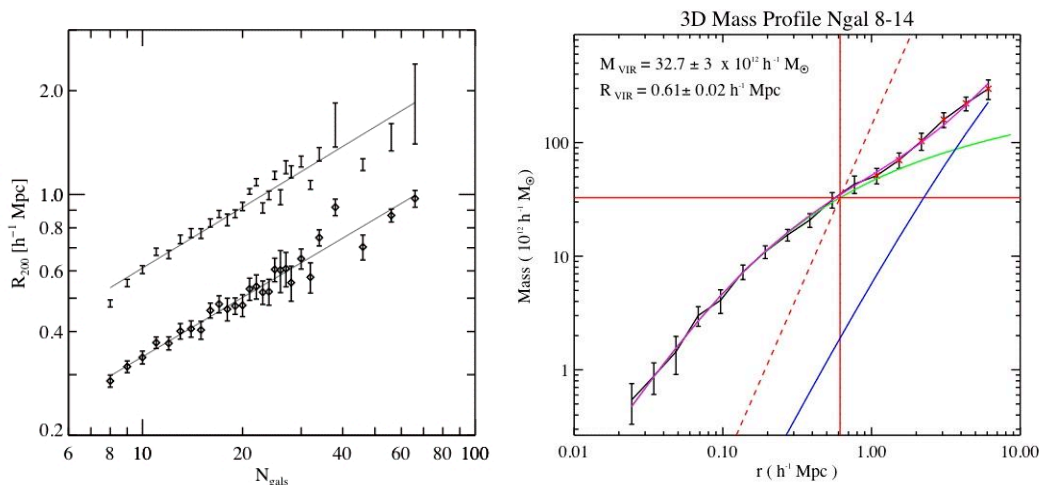 3D Mass Profile Ngal 8-14
M VIR = 32.7 ± 3 x 10¹² h⁻¹ M☉
R VIR = 0.61± 0.02 h⁻¹ Mpc
R200 [h⁻¹ Mpc]
2.0
1.0
0.8
0.6
0.4
0.2
6 8 10 20 40 60 80 100
Ngals
Mass ( 10¹² h⁻¹ M☉)
100
10
1
0.01 0.10 1.00 10.00
r ( h⁻¹ Mpc)